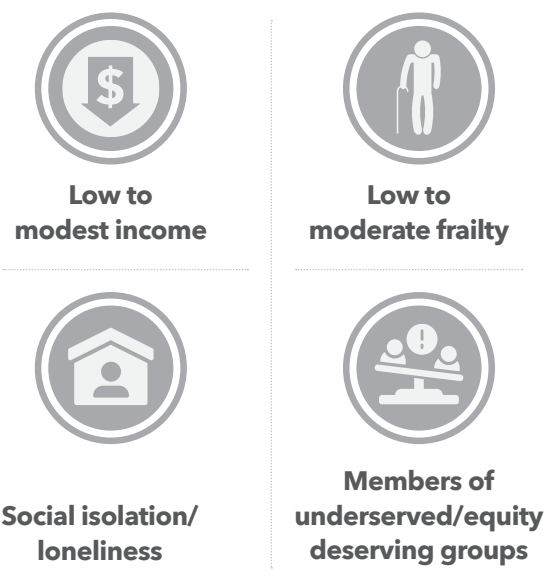 $
Low to
modest income
Low to
moderate frailty
Social isolation/
loneliness
!
Members of
underserved/equity
deserving groups